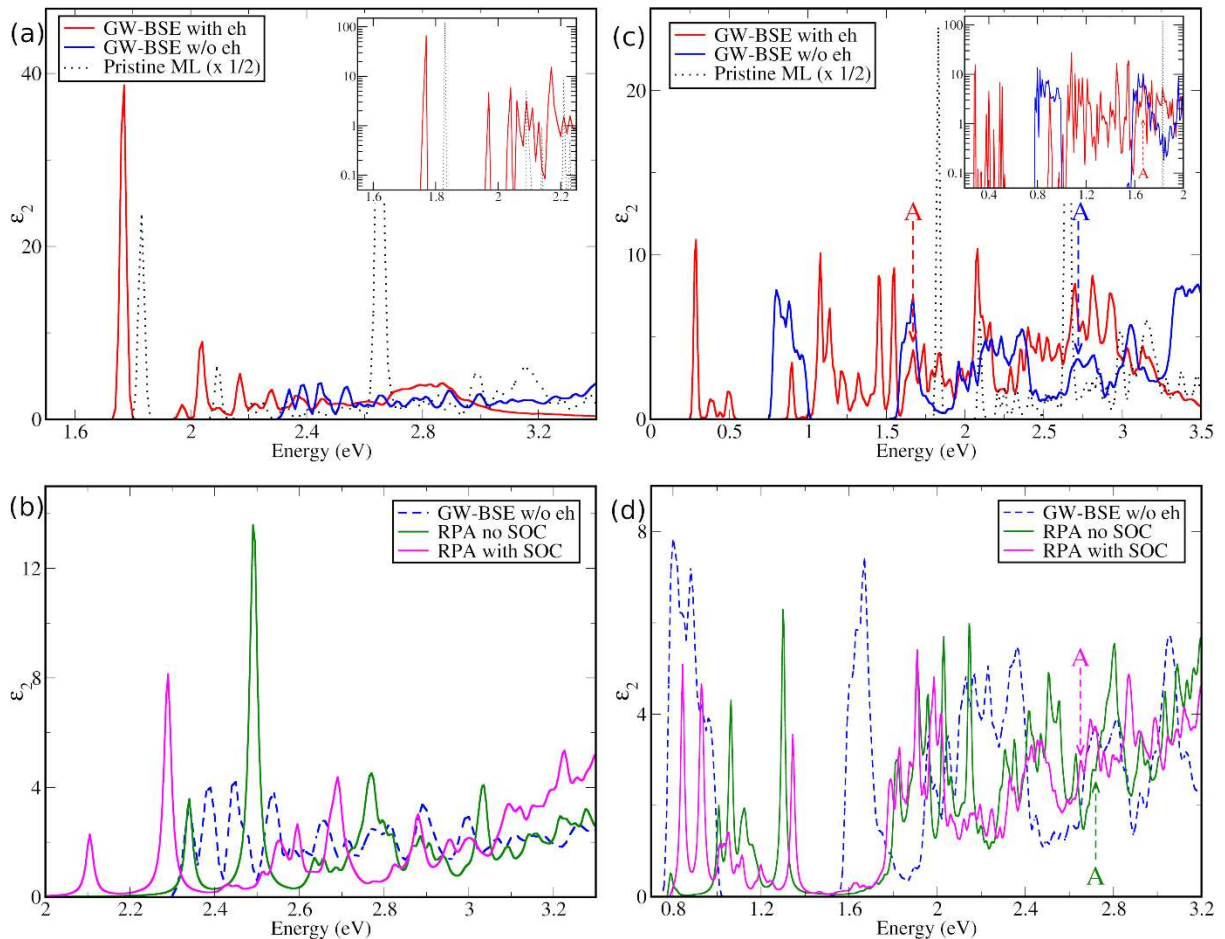 (a)
GW-BSE with eh
GW-BSE w/o eh
Pristine ML (x 1/2)
100
10
1
0.1
1.6 1.8 2 2.2
40
20
0
ε2
1.6 2 2.4 2.8 3.2
Energy (eV)
(c)
GW-BSE with eh
GW-BSE w/o eh
Pristine ML (x 1/2)
100
10
1
0.1
A
0.4 0.8 1.2 1.6 2
20
10
0
ε2
A
A
0 0.5 1 1.5 2 2.5 3 3.5
Energy (eV)
(b)
GW-BSE w/o eh
RPA no SOC
RPA with SOC
12
8
4
0
ε2
2 2.2 2.4 2.6 2.8 3 3.2
Energy (eV)
(d)
GW-BSE w/o eh
RPA no SOC
RPA with SOC
8
4
0
ε2
A
A
0.8 1.2 1.6 2 2.4 2.8 3.2
Energy (eV)